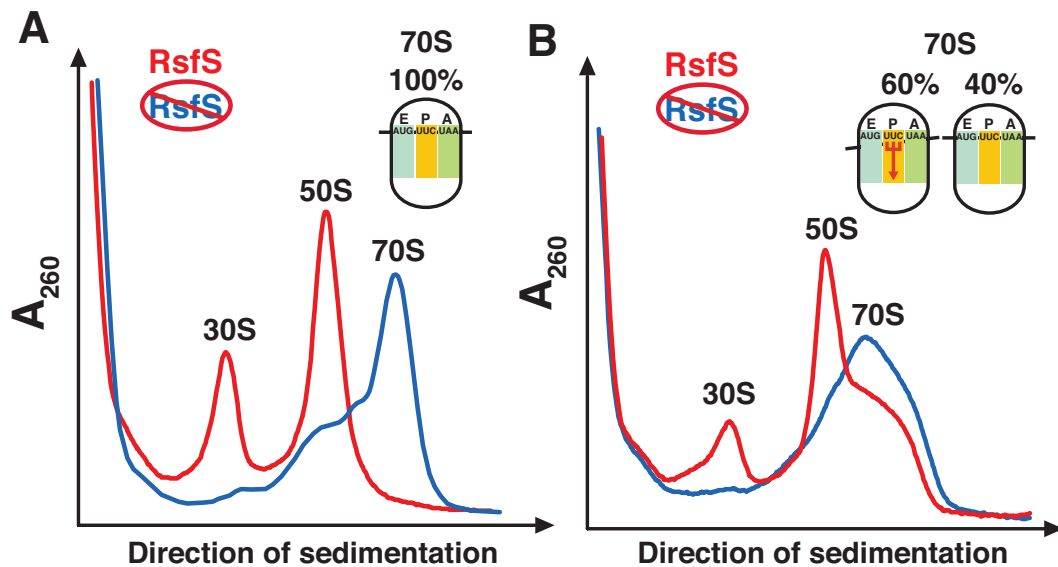 A
RsfS
RsfS
70S
100%
E P A
AUG UUC UAA
30S
50S
70S
A260
Direction of sedimentation
B
RsfS
RsfS
70S
60% 40%
E P A E P A
AUG UUC UAA AUG UUC UAA
30S
50S
70S
A260
Direction of sedimentation